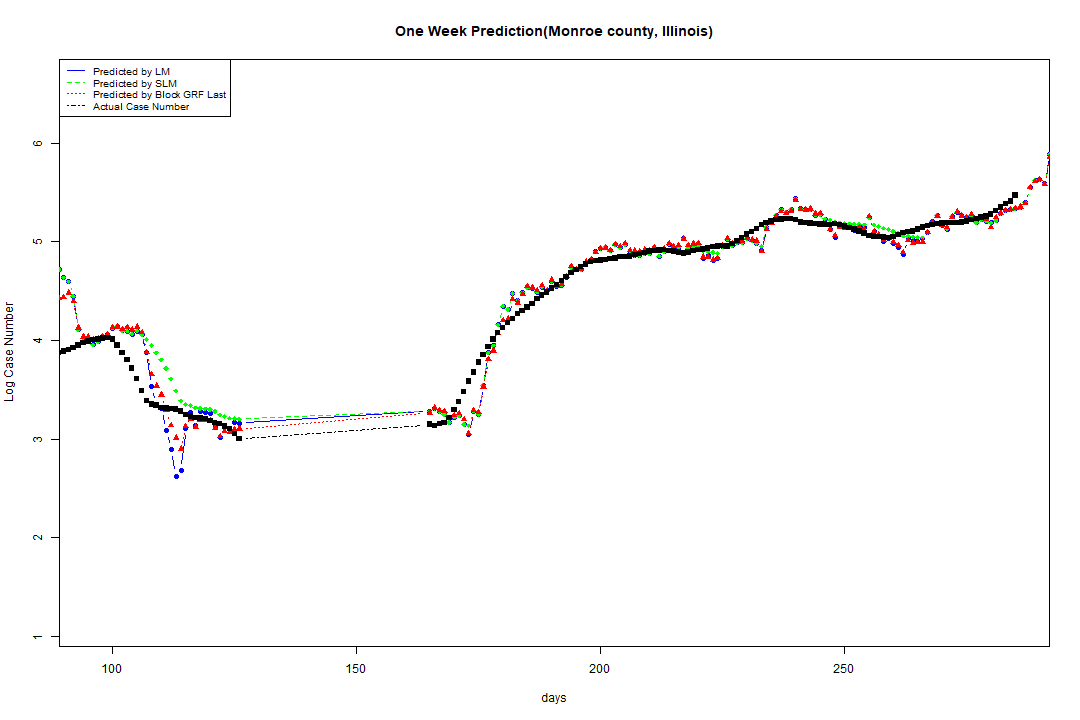 One Week Prediction(Monroe county, Illinois)
Predicted by LM
Predicted by SLM
Predicted by Block GRF Last
Actual Case Number
6
5
4
3
2
1
Log Case Number
100 150 200 250
days